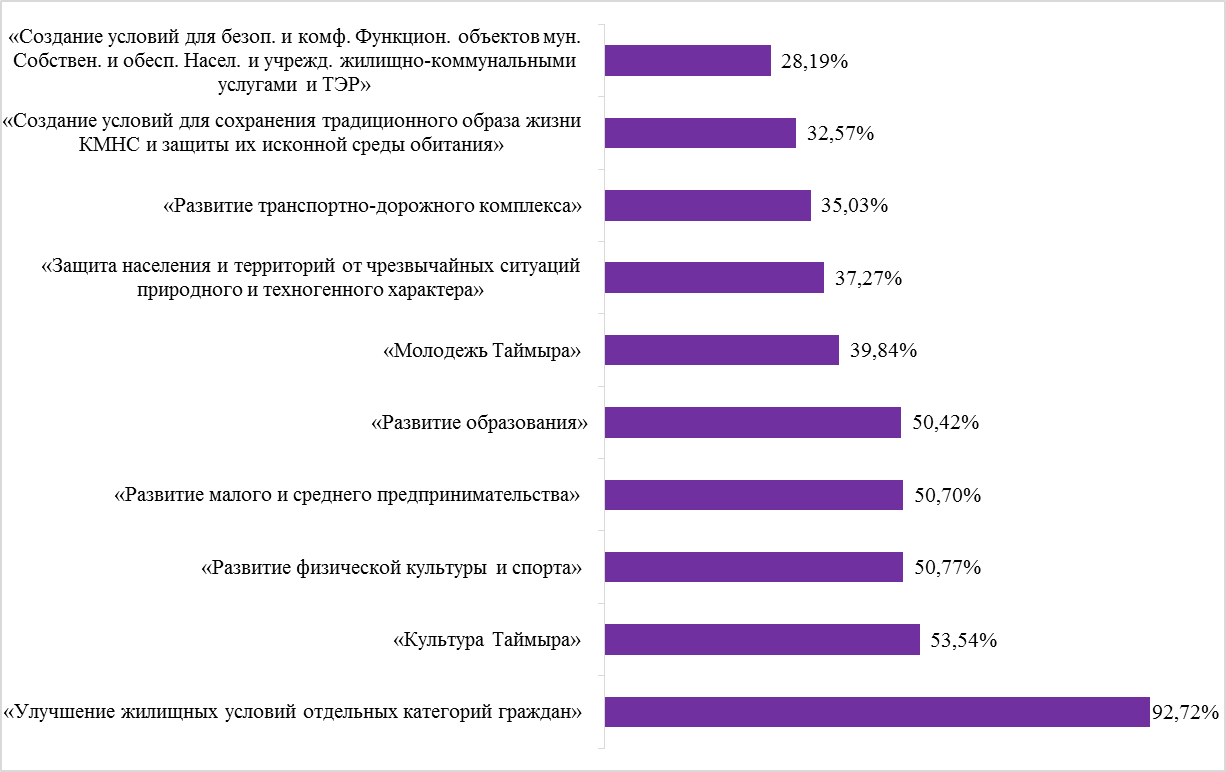 «Создание условий для безоп. и комф. Функцион. объектов мун.
Собствен. и обесп. Насел. и учрежд. жилищно-коммунальными
услугами и ТЭР»
28,19%
«Создание условий для сохранения традиционного образа жизни
КМНС и защиты их исконной среды обитания»
32,57%
«Развитие транспортно-дорожного комплекса»
35,03%
«Защита населения и территорий от чрезвычайных ситуаций
природного и техногенного характера»
37,27%
«Молодежь Таймыра»
39,84%
«Развитие образования»
50,42%
«Развитие малого и среднего предпринимательства»
50,70%
«Развитие физической культуры и спорта»
50,77%
«Культура Таймыра»
53,54%
«Улучшение жилищных условий отдельных категорий граждан»
92,72%